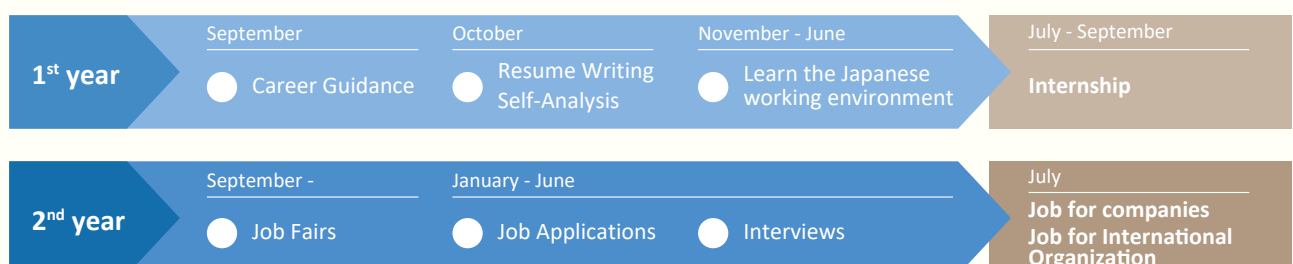 1st year
September
Career Guidance
October
Resume Writing
Self-Analysis
November - June
Learn the Japanese
working environment
July - September
Internship
2nd year
September -
Job Fairs
January - June
Job Applications
Interviews
July
Job for companies
Job for International
Organization